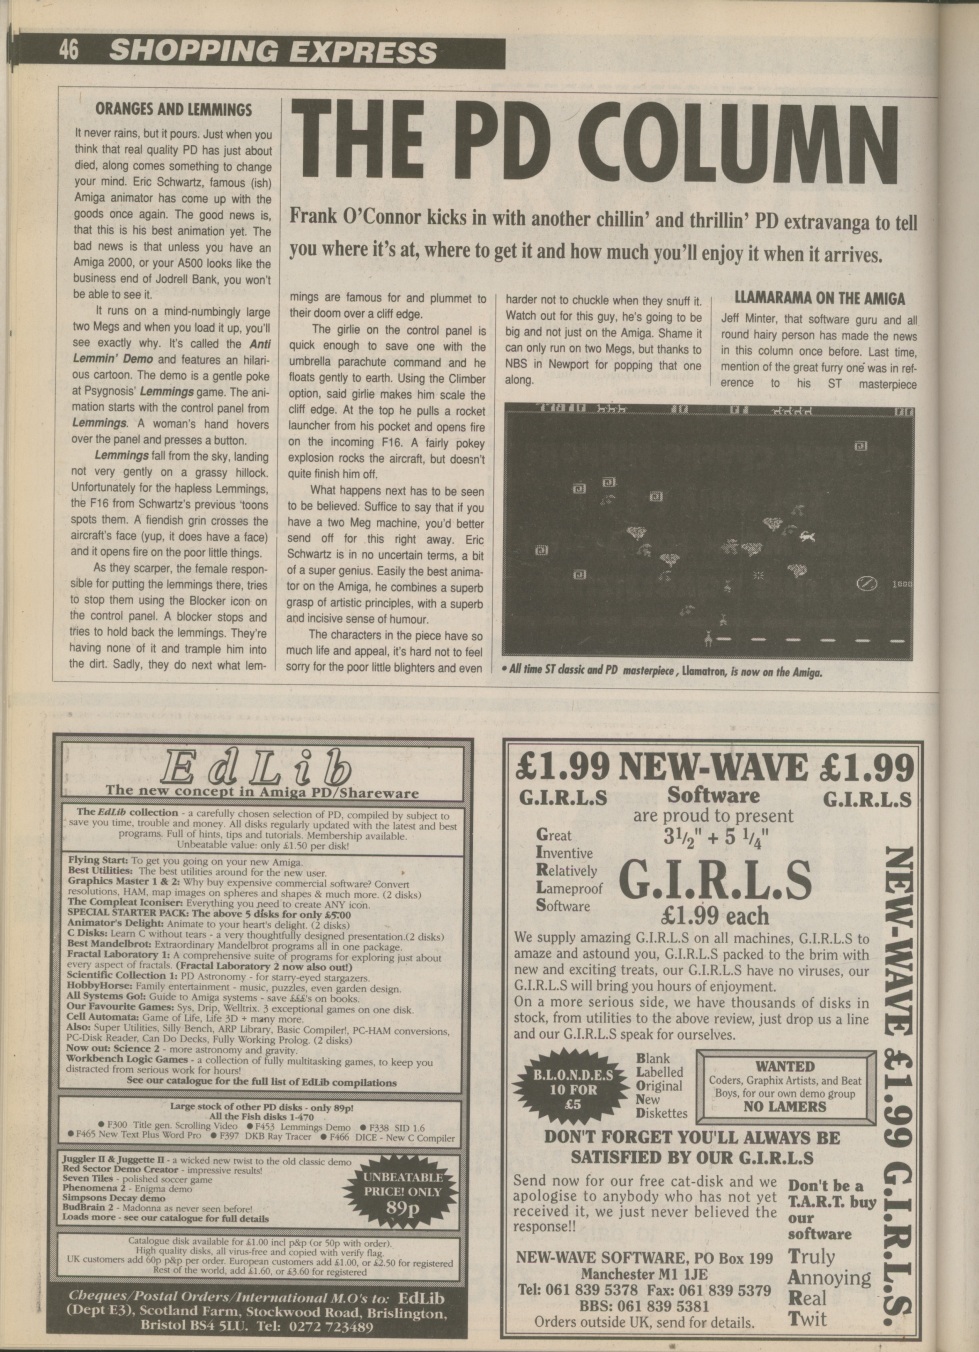 46 SHOPPING EXPRESS
ORANGES AND LEMMINGS
It never rains, but it pours. Just when you
think that real quality PD has just about
died, along comes something to change
your mind. Eric Schwartz, famous (ish)
Amiga animator has come up with the
goods once again. The good news is,
that this is his best animation yet. The
bad news is that unless you have an
Amiga 2000, or your A500 looks like the
business end of Jodrell Bank, you won't
be able to see it.
It runs on a mind-numbingly large
two Megs and when you load it up, you'll
see exactly why. It's called the Anti
Lemmin' Demo and features an hilari-
ous cartoon. The demo is a gentle poke
at Psygnosis' Lemmings game. The ani-
mation starts with the control panel from
Lemmings. A woman's hand hovers
over the panel and presses a button.
Lemmings fall from the sky, landing
not very gently on a grassy hillock.
Unfortunately for the hapless Lemmings,
the F16 from Schwartz's previous 'toons
spots them. A fiendish grin crosses the
aircraft's face (yup, it does have a face)
and it opens fire on the poor little things.
As they scarper, the female respon-
sible for putting the lemmings there, tries
to stop them using the Blocker icon on
the control panel. A blocker stops and
tries to hold back the lemmings. They're
having none of it and trample him into
the dirt. Sadly, they do next what lem-
THE PD COLUMN
Frank O'Connor kicks in with another chillin' and thrillin' PD extravanga to tell
you where it's at, where to get it and how much you'll enjoy it when it arrives.
mings are famous for and plummet to
their doom over a cliff edge.
The girlie on the control panel is
quick enough to save one with the
umbrella parachute command and he
floats gently to earth. Using the Climber
option, said girlie makes him scale the
cliff edge. At the top he pulls a rocket
launcher from his pocket and opens fire
on the incoming F16. A fairly pokey
explosion rocks the aircraft, but doesn't
quite finish him off.
What happens next has to be seen
to be believed. Suffice to say that if you
have a two Meg machine, you'd better
send off for this right away. Eric
Schwartz is in no uncertain terms, a bit
of a super genius. Easily the best anima-
tor on the Amiga, he combines a superb
grasp of artistic principles, with a superb
and incisive sense of humour.
The characters in the piece have so
much life and appeal, it's hard not to feel
sorry for the poor little blighters and even
harder not to chuckle when they snuff it.
Watch out for this guy, he's going to be
big and not just on the Amiga. Shame it
can only run on two Megs, but thanks to
NBS in Newport for popping that one
along.
LLAMARAMA ON THE AMIGA
Jeff Minter, that software guru and all
round hairy person has made the news
in this column once before. Last time,
mention of the great furry one was in ref-
erence to his ST masterpiece
1000
• All time ST classic and PD masterpiece, Llamatron, is now on the Amiga.
EdLib
The new concept in Amiga PD/Shareware
The EdLib collection - a carefully chosen selection of PD, compiled by subject to
save you time, trouble and money. All disks regularly updated with the latest and best
programs. Full of hints, tips and tutorials. Membership available.
Unbeatable value: only £1.50 per disk!
Flying Start: To get you going on your new Amiga.
Best Utilities: The best utilities around for the new user.
Graphics Master 1 & 2: Why buy expensive commercial software? Convert
resolutions, HAM, map images on spheres and shapes & much more. (2 disks)
The Compleat Iconiser: Everything you need to create ANY icon.
SPECIAL STARTER PACK: The above 5 disks for only £5.00
Animator's Delight: Animate to your heart's delight. (2 disks)
C Disks: Learn C without tears - a very thoughtfully designed presentation.(2 disks)
Best Mandelbrot: Extraordinary Mandelbrot programs all in one package.
Fractal Laboratory 1: A comprehensive suite of programs for exploring just about
every aspect of fractals. (Fractal Laboratory 2 now also out!)
Scientific Collection 1: PD Astronomy - for starry-eyed stargazers.
HobbyHorse: Family entertainment - music, puzzles, even garden design.
All Systems Go!: Guide to Amiga systems - save £££'s on books.
Our Favourite Games: Sys, Drip, Welltrix. 3 exceptional games on one disk.
Cell Automata: Game of Life, Life 3D + many more.
Also: Super Utilities, Silly Bench, ARP Library, Basic Compiler!, PC-HAM conversions,
PC-Disk Reader, Can Do Decks, Fully Working Prolog. (2 disks)
Now out: Science 2 - more astronomy and gravity.
Workbench Logic Games - a collection of fully multitasking games, to keep you
distracted from serious work for hours!
See our catalogue for the full list of EdLib compilations
Large stock of other PD disks - only 89p!
All the Fish disks 1-470
● F300 Title gen. Scrolling Video ● F453 Lemmings Demo ● F338 SID 1.6
● F465 New Text Plus Word Pro ● F397 DKB Ray Tracer ● F466 DICE - New C Compiler
Juggler II & Juggette II - a wicked new twist to the old classic demo
Red Sector Demo Creator - impressive results!
Seven Tiles - polished soccer game
Phenomena 2 - Enigma demo
Simpsons Decay demo
BudBrain 2 - Madonna as never seen before!
Loads more - see our catalogue for full details
UNBEATABLE
PRICE! ONLY
89p
Catalogue disk available for £1.00 incl p&p (or 50p with order).
High quality disks, all virus-free and copied with verify flag.
UK customers add 60p p&p per order. European customers add £1.00, or £2.50 for registered
Rest of the world, add £1.60, or £3.60 for registered
Cheques/Postal Orders/International M.O's to: EdLib
(Dept E3), Scotland Farm, Stockwood Road, Brislington,
Bristol BS4 5LU. Tel: 0272 723489
£1.99 NEW-WAVE £1.99
G.I.R.L.S Software G.I.R.L.S
are proud to present
3 1/2" + 5 1/4"
Great
Inventive
Relatively
Lameproof
Software
G.I.R.L.S
£1.99 each
We supply amazing G.I.R.L.S on all machines, G.I.R.L.S to
amaze and astound you, G.I.R.L.S packed to the brim with
new and exciting treats, our G.I.R.L.S have no viruses, our
G.I.R.L.S will bring you hours of enjoyment.
On a more serious side, we have thousands of disks in
stock, from utilities to the above review, just drop us a line
and our G.I.R.L.S speak for ourselves.
B.L.O.N.D.E.S
10 FOR
£5
Blank
Labelled
Original
New
Diskettes
WANTED
Coders, Graphix Artists, and Beat
Boys, for our own demo group
NO LAMERS
DON'T FORGET YOU'LL ALWAYS BE
SATISFIED BY OUR G.I.R.L.S
Send now for our free cat-disk and we
apologise to anybody who has not yet
received it, we just never believed the
response!!
Don't be a
T.A.R.T. buy
our
software
Truly
Annoying
Real
Twit
NEW-WAVE SOFTWARE, PO Box 199
Manchester M1 1JE
Tel: 061 839 5378 Fax: 061 839 5379
BBS: 061 839 5381
Orders outside UK, send for details.
NEW-WAVE £1.99 G.I.R.L.S.